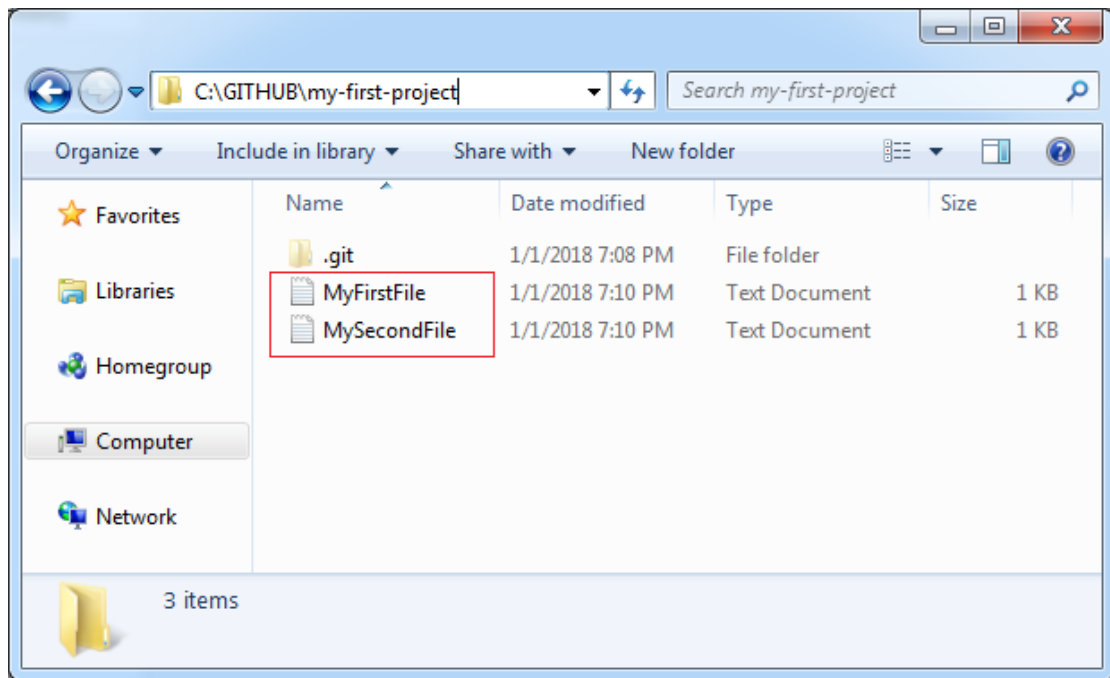 C:\GITHUB\my-first-project
Search my-first-project
Organize Include in library Share with New folder
Name Date modified Type Size
Favorites
.git 1/1/2018 7:08 PM File folder
Libraries
MyFirstFile 1/1/2018 7:10 PM Text Document 1 KB
MySecondFile 1/1/2018 7:10 PM Text Document 1 KB
Homegroup
Computer
Network
3 items